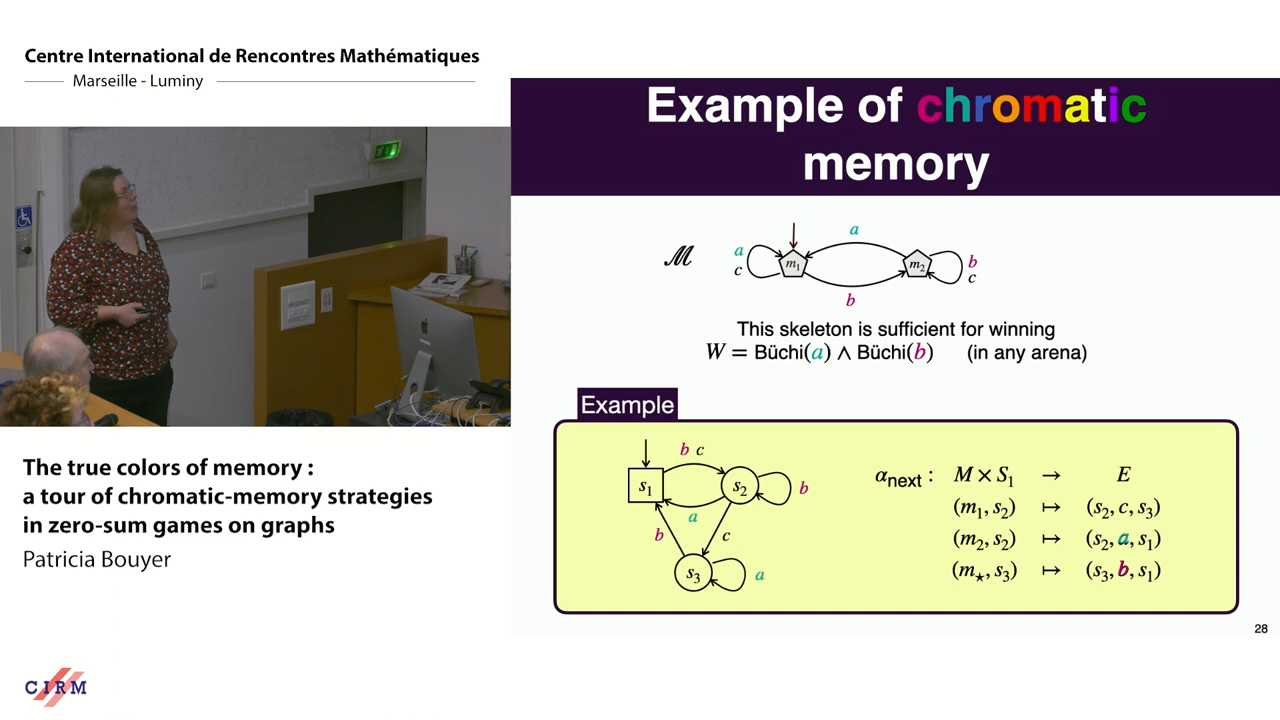 Centre International de Rencontres Mathématiques
Marseille - Luminy
Example of chromatic
memory
ℳ
a
c
m₁
a
b
m₂
b
c
This skeleton is sufficient for winning
W = Büchi(a) ∧ Büchi(b) (in any arena)
Example
s₁
b c
s₂
b
a
b
c
s₃
a
αnext : M × S₁ → E
(m₁, s₂) ↦ (s₂, c, s₃)
(m₂, s₂) ↦ (s₂, a, s₁)
(m⋆, s₃) ↦ (s₃, b, s₁)
28
The true colors of memory :
a tour of chromatic-memory strategies
in zero-sum games on graphs
Patricia Bouyer
CIRM